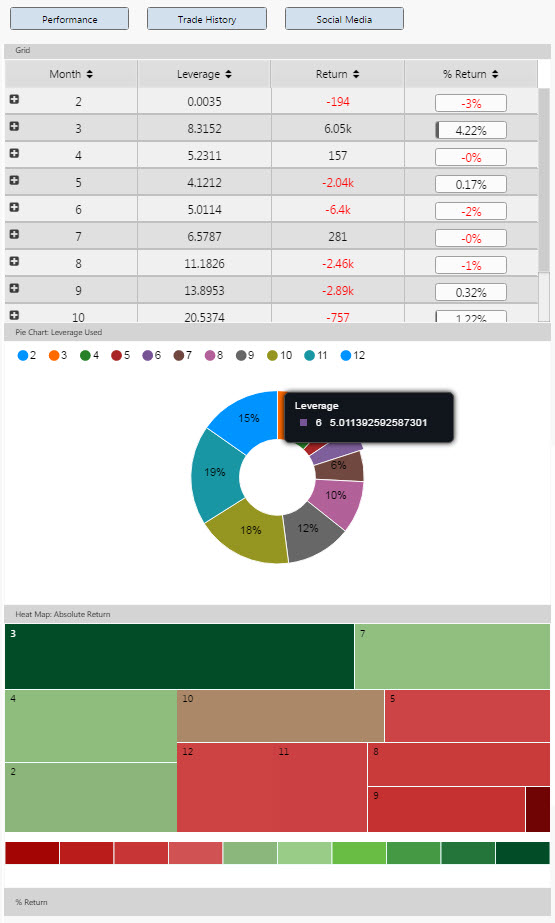 Performance Trade History Social Media
Grid
Month Leverage Return % Return
2 0.0035 -194 -3%
3 8.3152 6.05k 4.22%
4 5.2311 157 -0%
5 4.1212 -2.04k 0.17%
6 5.0114 -6.4k -2%
7 6.5787 281 -0%
8 11.1826 -2.46k -1%
9 13.8953 -2.89k 0.32%
10 20.5374 -757 1.22%
Pie Chart: Leverage Used
2 3 4 5 6 7 8 9 10 11 12
Leverage
6 5.011392592587301
15%
6%
19%
10%
18%
12%
Heat Map: Absolute Return
3 7
4 10 5
12 11 8
2
9
% Return